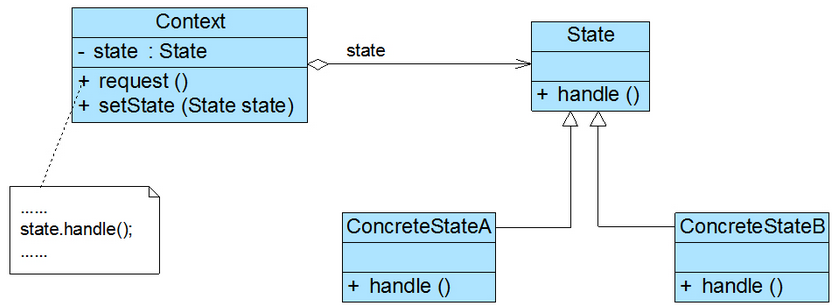 Context
- state : State
+ request ()
+ setState (State state)
state
State
+ handle ()
......
state.handle();
......
ConcreteStateA
+ handle ()
ConcreteStateB
+ handle ()